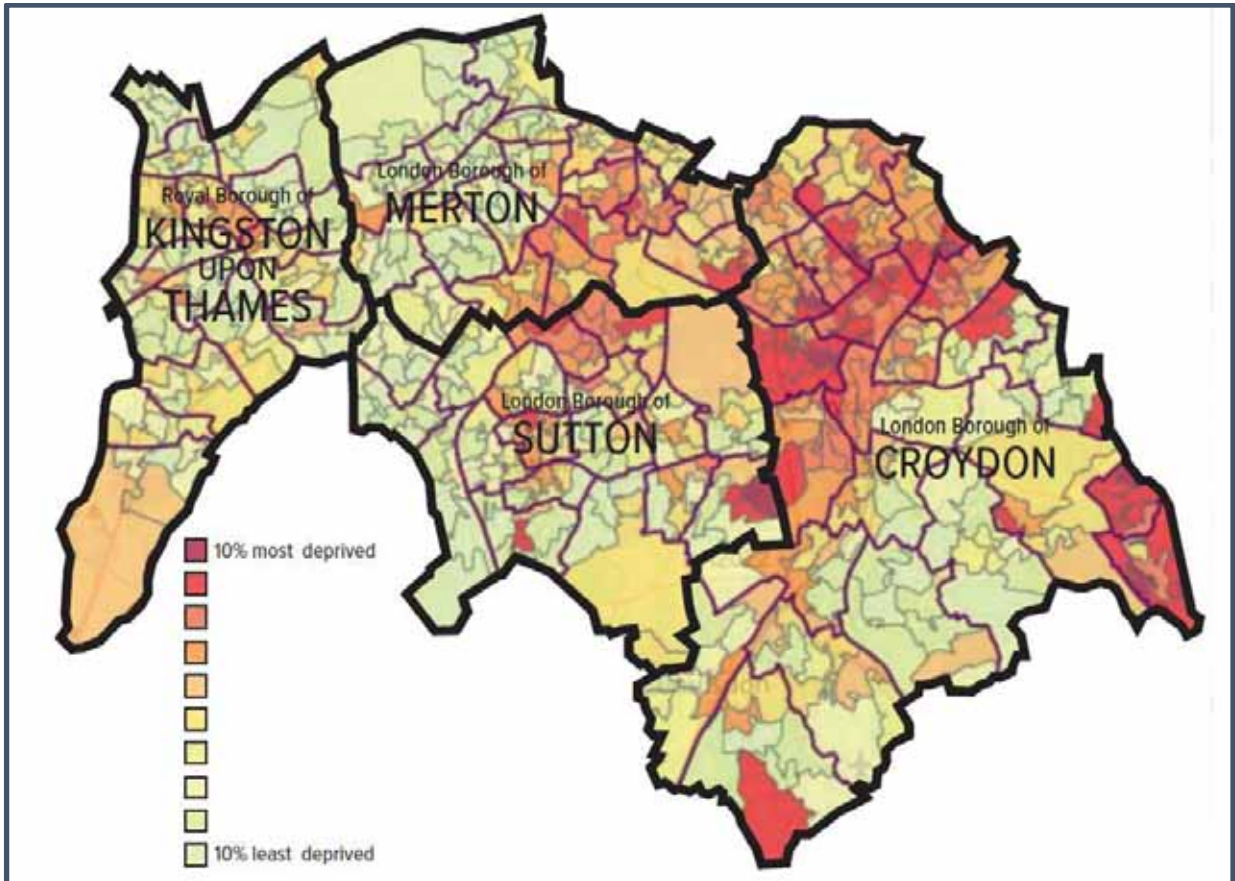 Royal Borough of
KINGSTON
UPON
THAMES
London Borough of
MERTON
London Borough of
SUTTON
London Borough of
CROYDON
10% most deprived
10% least deprived